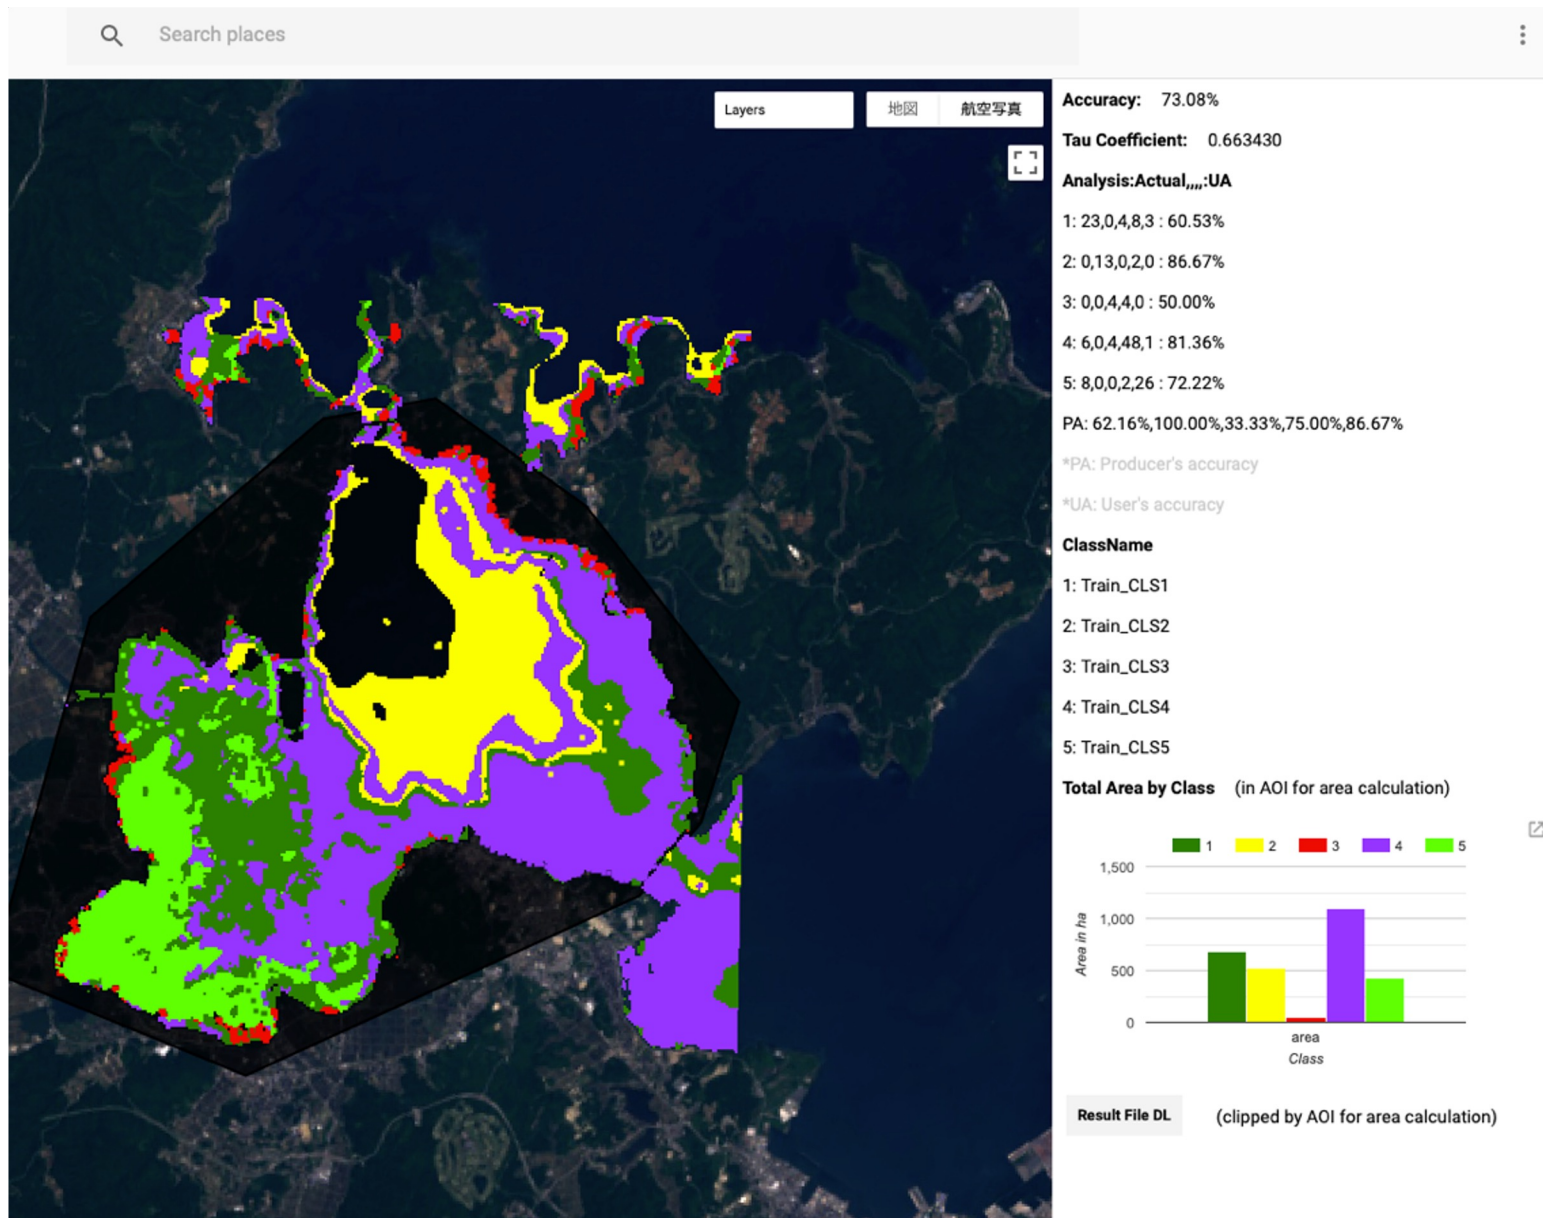 Search places
Layers
地図
航空写真
Accuracy: 73.08%
Tau Coefficient: 0.663430
Analysis:Actual,,,,:UA
1: 23,0,4,8,3 : 60.53%
2: 0,13,0,2,0 : 86.67%
3: 0,0,4,4,0 : 50.00%
4: 6,0,4,48,1 : 81.36%
5: 8,0,0,2,26 : 72.22%
PA: 62.16%,100.00%,33.33%,75.00%,86.67%
*PA: Producer's accuracy
*UA: User's accuracy
ClassName
1: Train_CLS1
2: Train_CLS2
3: Train_CLS3
4: Train_CLS4
5: Train_CLS5
Total Area by Class (in AOI for area calculation)
1 2 3 4 5
1,500
1,000
500
0
Area in ha
area
Class
Result File DL (clipped by AOI for area calculation)